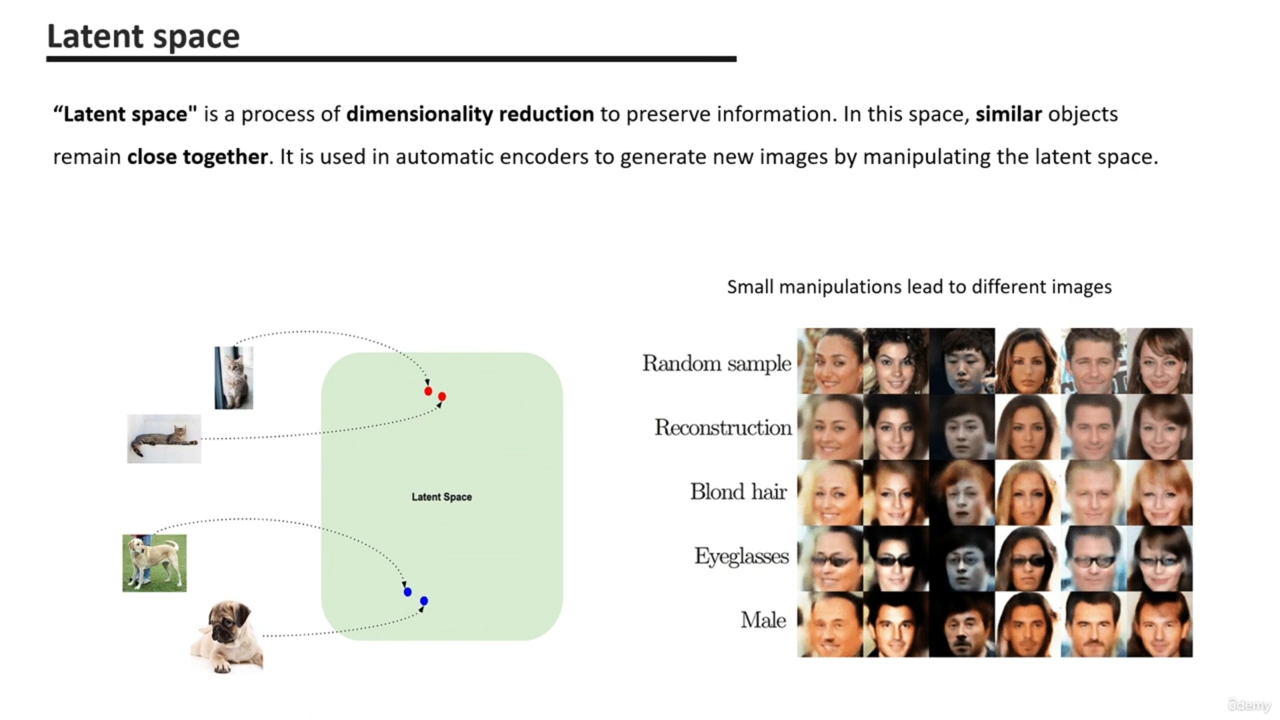 Latent space
“Latent space" is a process of dimensionality reduction to preserve information. In this space, similar objects
remain close together. It is used in automatic encoders to generate new images by manipulating the latent space.
Small manipulations lead to different images
Random sample
Reconstruction
Blond hair
Latent Space
Eyeglasses
Male
ûdemy